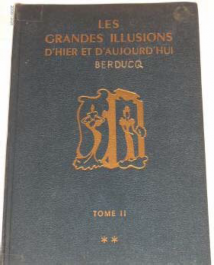 LES
GRANDES ILLUSIONS
D'HIER ET D'AUJOURD'HUI
BERDUCQ
TOME II
**